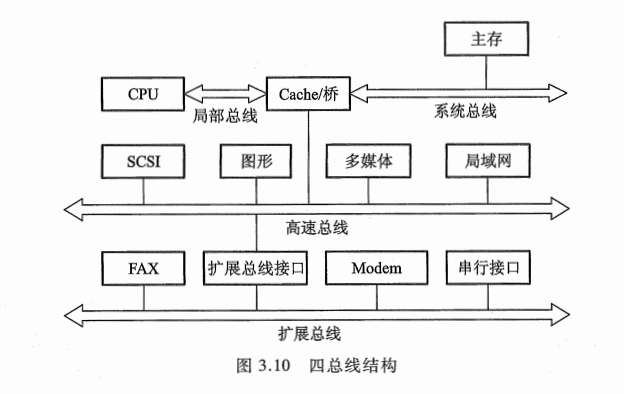 主存
CPU
Cache/桥
局部总线
系统总线
SCSI
图形
多媒体
局域网
高速总线
FAX
扩展总线接口
Modem
串行接口
扩展总线
图 3.10 四总线结构